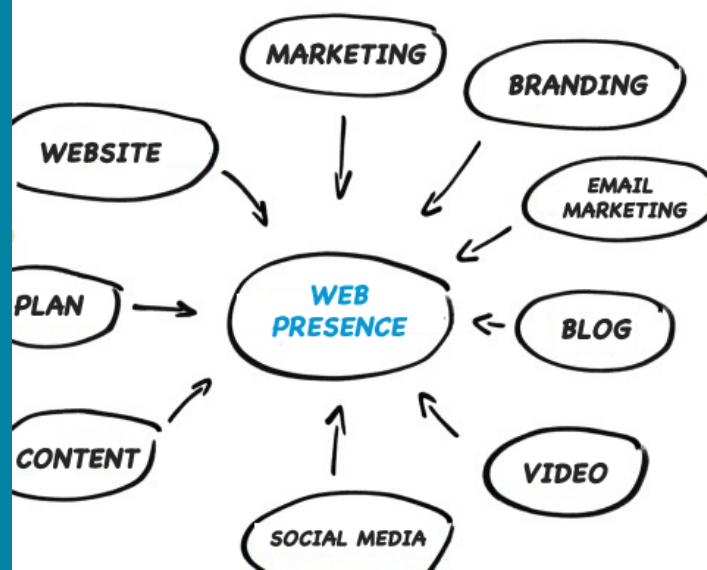 MARKETING
BRANDING
WEBSITE
EMAIL
MARKETING
WEB
PRESENCE
PLAN
BLOG
CONTENT
VIDEO
SOCIAL MEDIA